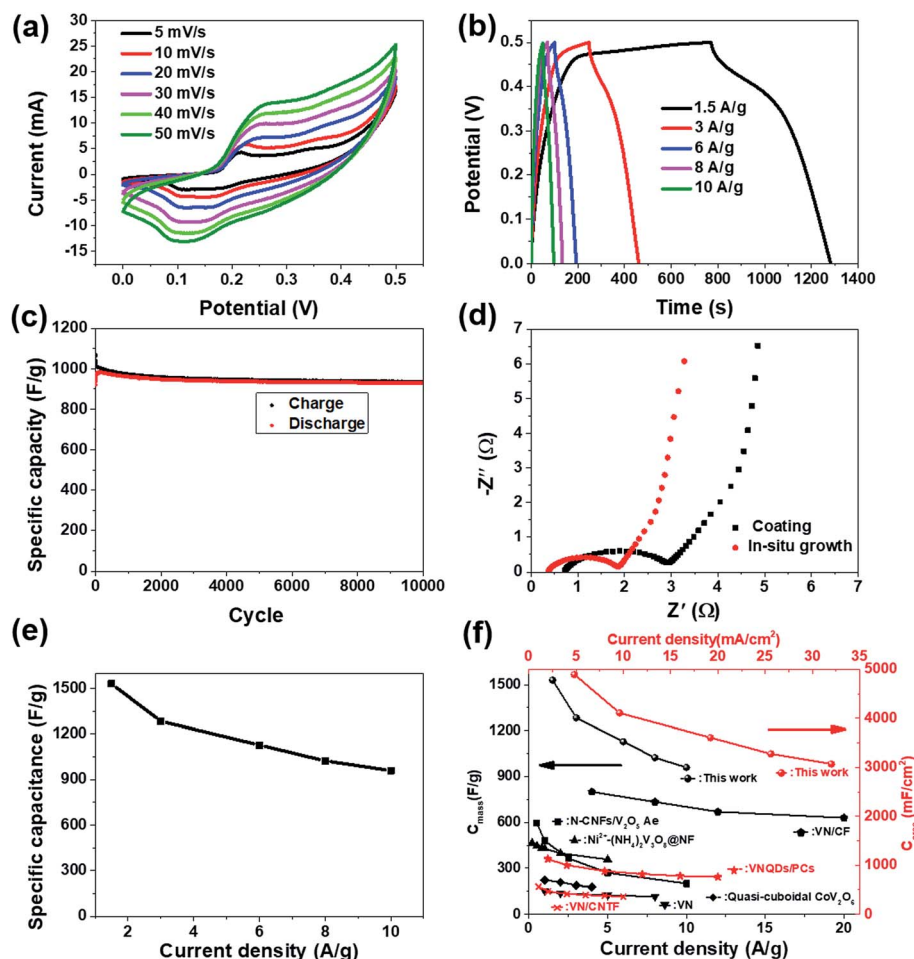 (a)
5 mV/s
10 mV/s
20 mV/s
30 mV/s
40 mV/s
50 mV/s
30
25
20
15
10
5
0
-5
-10
-15
Current (mA)
0.0 0.1 0.2 0.3 0.4 0.5
Potential (V)
(b)
1.5 A/g
3 A/g
6 A/g
8 A/g
10 A/g
0.5
0.4
0.3
0.2
0.1
0.0
Potential (V)
0 200 400 600 800 1000 1200 1400
Time (s)
(c)
Charge
Discharge
1200
1000
800
600
400
200
0
Specific capacity (F/g)
0 2000 4000 6000 8000 10000
Cycle
(d)
Coating
In-situ growth
7
6
5
4
3
2
1
0
-Z′′ (Ω)
0 1 2 3 4 5 6 7
Z′ (Ω)
(e)
1500
1200
900
600
300
0
Specific capacitance (F/g)
2 4 6 8 10
Current density (A/g)
(f)
Current density(mA/cm²)
0 5 10 15 20 25 30 35
1500
1200
900
600
300
0
C_mass (F/g)
5000
4000
3000
2000
1000
0
(mF/cm²)
:This work
:This work
:N-CNFs/V₂O₅ Ae
:VN/CF
:VNQDs/PCs
:Quasi-cuboidal CoV₂O₆
:VN/CNTF
:VN
0 4 8 12 16 20
Current density (A/g)